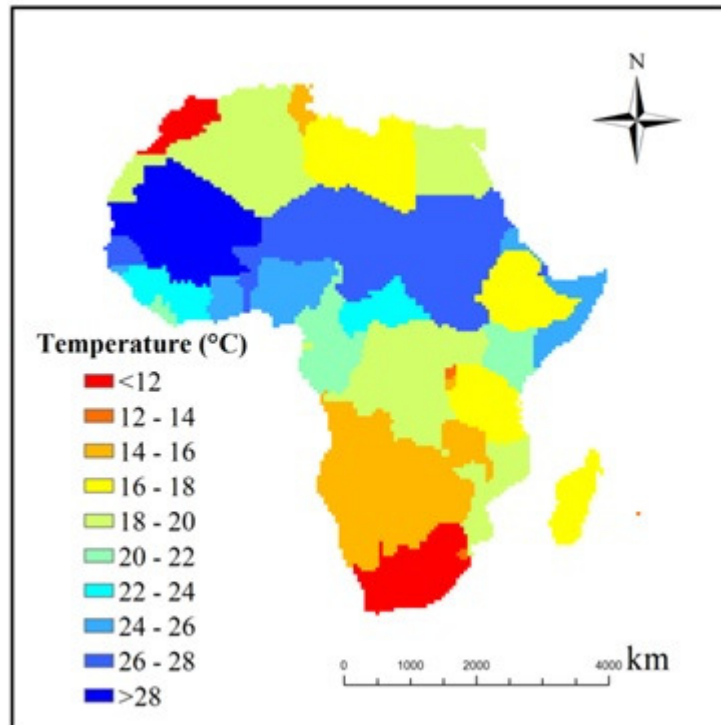 N
Temperature (°C)
<12
12 - 14
14 - 16
16 - 18
18 - 20
20 - 22
22 - 24
24 - 26
26 - 28
>28
0 1000 2000 4000 km